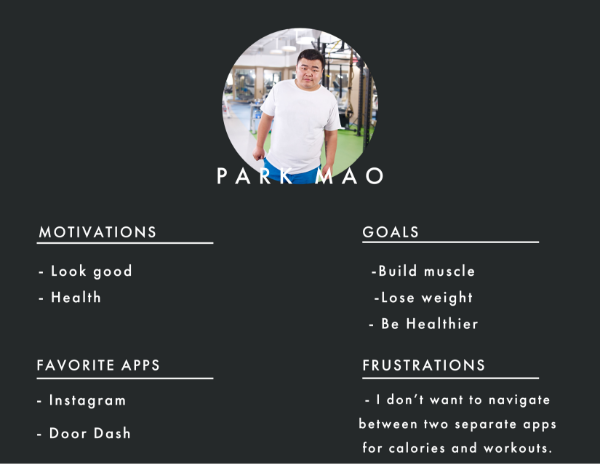 PARK MAO
MOTIVATIONS
- Look good
- Health
GOALS
-Build muscle
-Lose weight
- Be Healthier
FAVORITE APPS
- Instagram
- Door Dash
FRUSTRATIONS
- I don't want to navigate
between two separate apps
for calories and workouts.